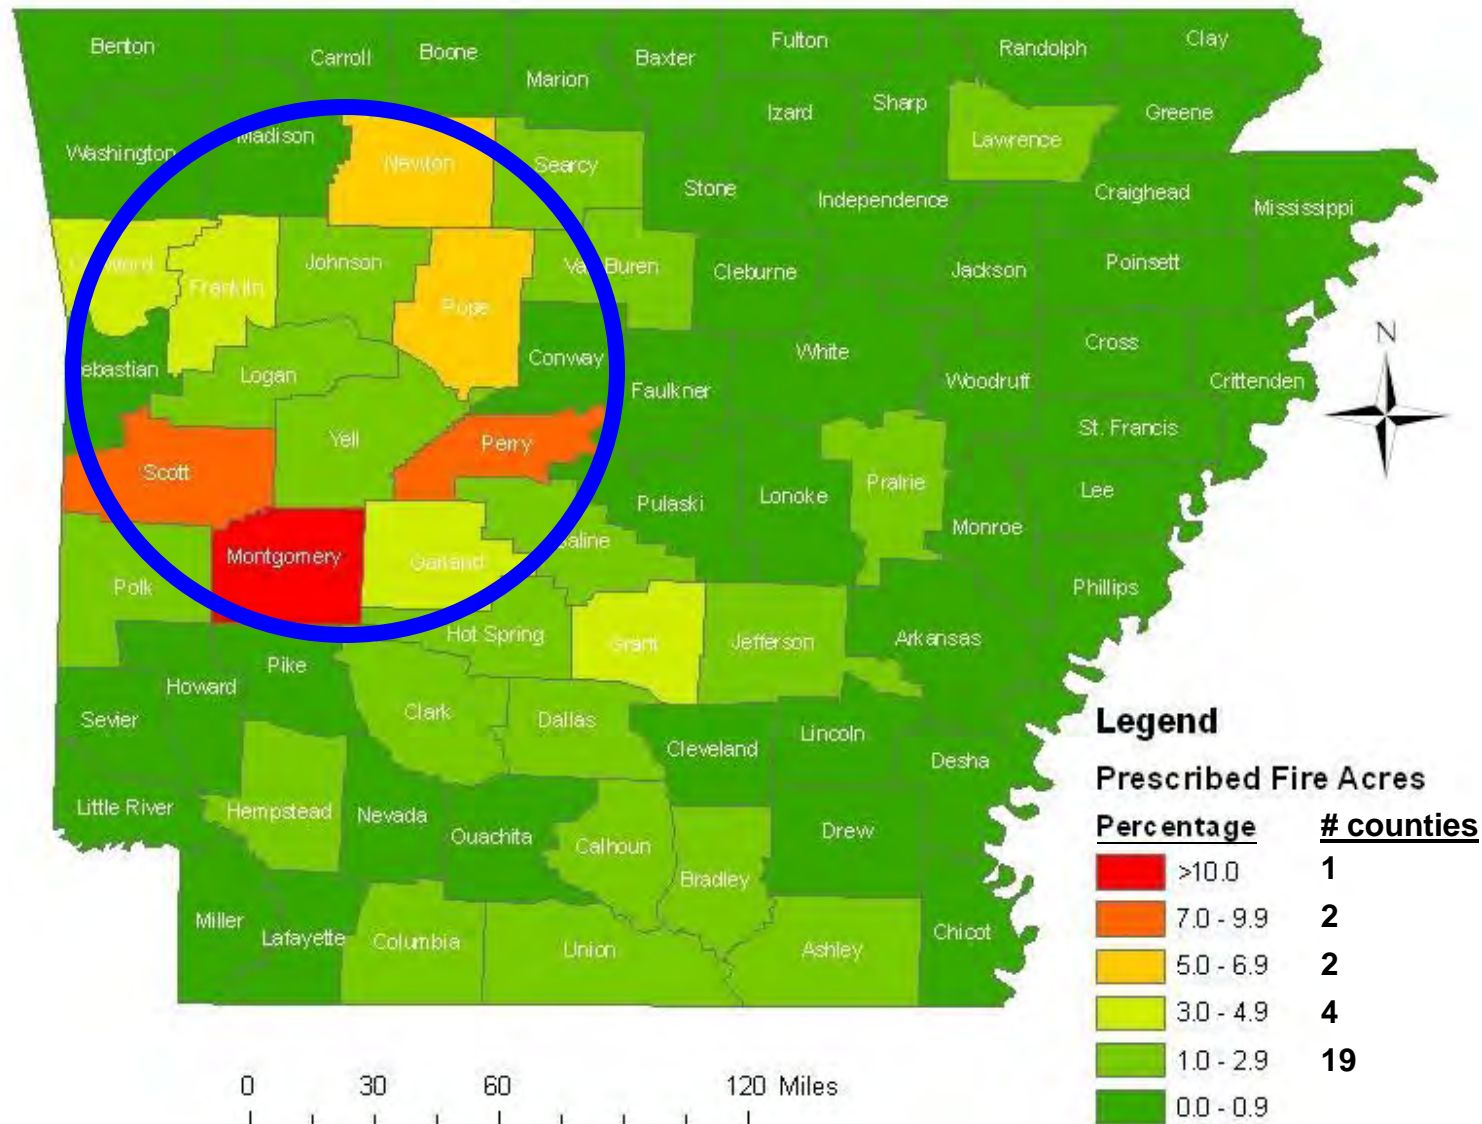 Benton
Carroll
Boone
Marion
Baxter
Fulton
Randolph
Clay
Izard
Sharp
Greene
Lawrence
Washington
Madison
Newton
Searcy
Stone
Independence
Craighead
Mississippi
Franklin
Johnson
Pope
Van Buren
Cleburne
Jackson
Poinsett
ebastian
Logan
Conway
Faulkner
White
Woodruff
Cross
Crittenden
N
Scott
Yell
Perry
Pulaski
Lonoke
Prairie
Monroe
St. Francis
Lee
Polk
Montgomery
Garland
aline
Phillips
Pike
Hot Spring
Grant
Jefferson
Arkansas
Howard
Sevier
Clark
Dallas
Cleveland
Lincoln
Desha
Little River
Hempstead
Nevada
Ouachita
Calhoun
Bradley
Drew
Miller
Lafayette
Columbia
Union
Ashley
Chicot
Legend
Prescribed Fire Acres
Percentage # counties
>10.0 1
7.0 - 9.9 2
5.0 - 6.9 2
3.0 - 4.9 4
1.0 - 2.9 19
0.0 - 0.9
0 30 60 120 Miles